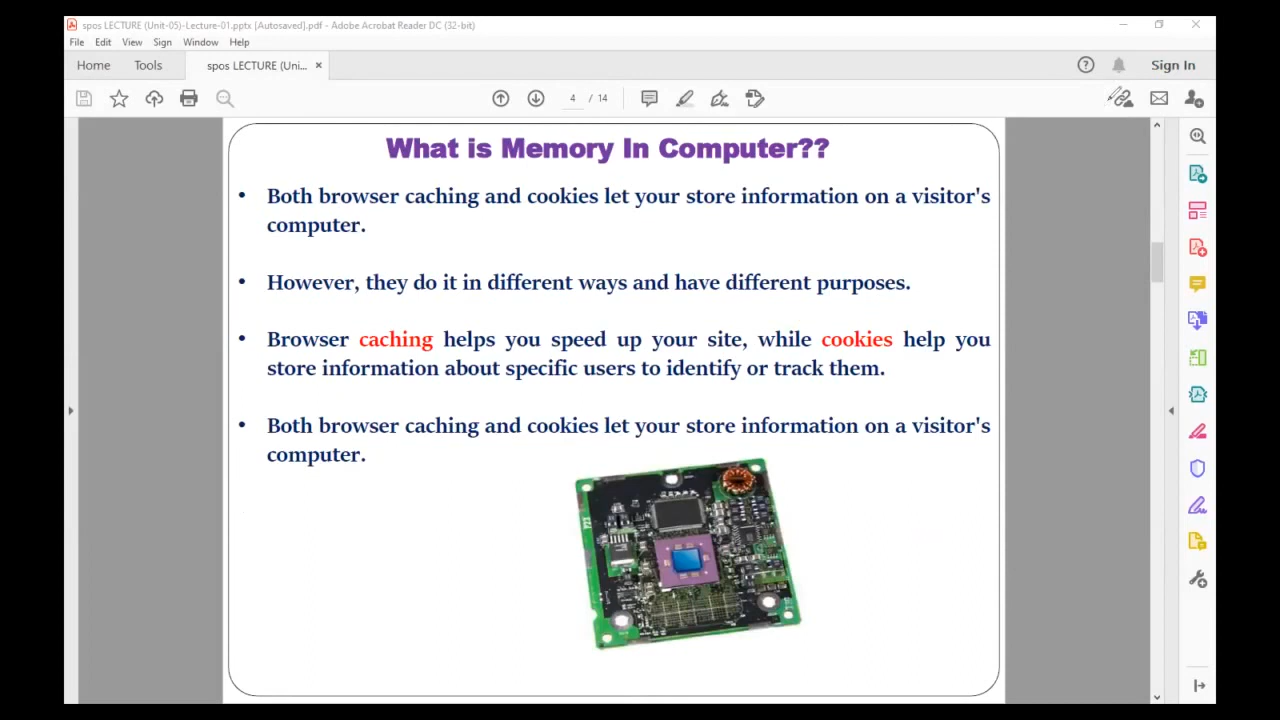 spos LECTURE (Unit-05)-Lecture-01.pptx [Autosaved].pdf - Adobe Acrobat Reader DC (32-bit)
File Edit View Sign Window Help
Home Tools spos LECTURE (Uni... × Sign In
4 / 14
What is Memory In Computer??
• Both browser caching and cookies let your store information on a visitor's
computer.
• However, they do it in different ways and have different purposes.
• Browser caching helps you speed up your site, while cookies help you
store information about specific users to identify or track them.
• Both browser caching and cookies let your store information on a visitor's
computer.